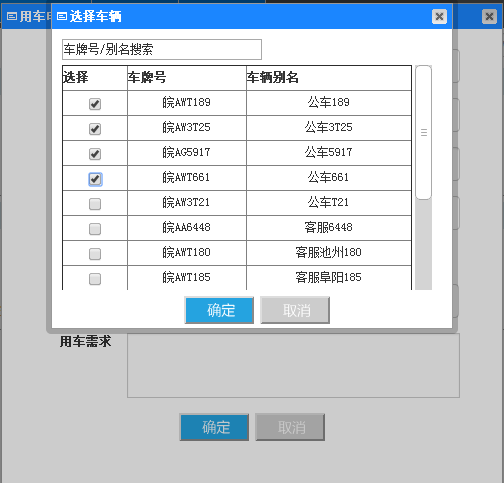 用车申
选择车辆
车牌号/别名搜索
选择 车牌号 车辆别名
皖AWT189 公车189
皖AW3T25 公车3T25
皖AG5917 公车5917
皖AWT661 公车661
皖AW3T21 公车T21
皖AA6448 客服6448
皖AWT180 客服池州180
皖AWT185 客服阜阳185
确定 取消
用车需求
确定 取消